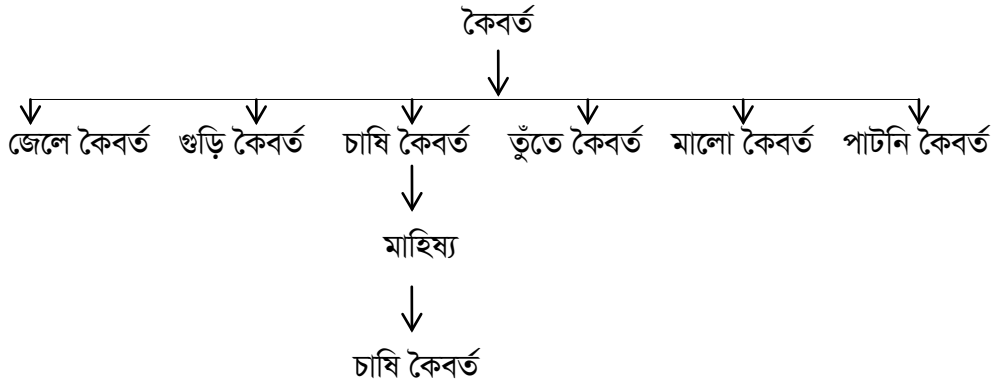 কৈবর্ত
জেলে কৈবর্ত গুড়ি কৈবর্ত চাষি কৈবর্ত তুঁতে কৈবর্ত মালো কৈবর্ত পাটনি কৈবর্ত
মাহিষ্য
চাষি কৈবর্ত